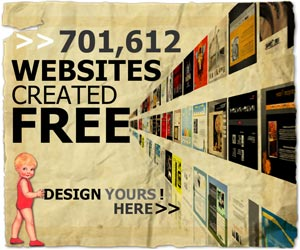 >> 701,612
WEBSITES
CREATED
FREE
DESIGN YOURS !
HERE >>